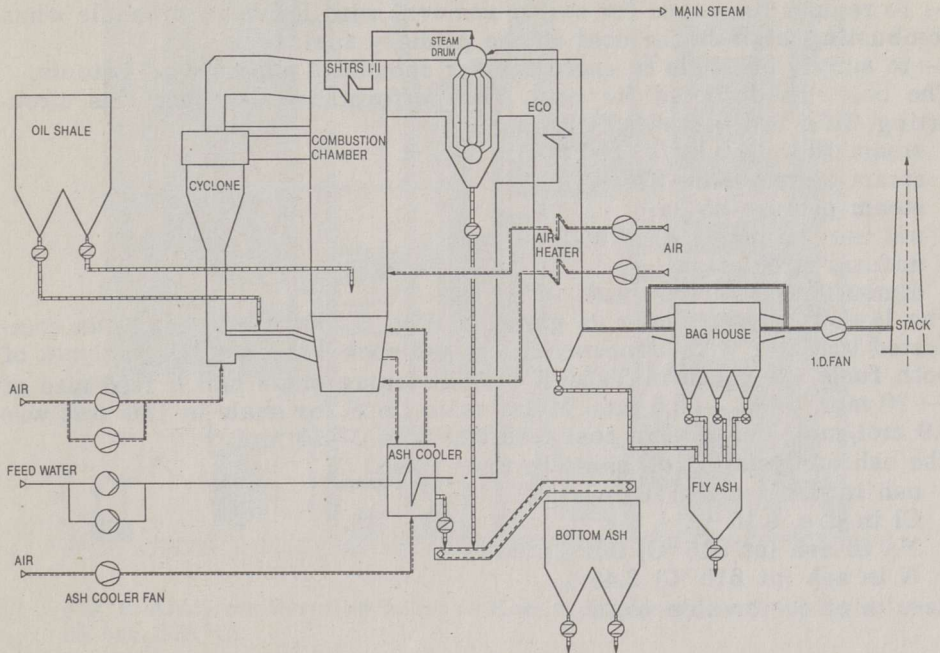 MAIN STEAM
STEAM
DRUM
SHTRS I-II
ECO
OIL SHALE
COMBUSTION
CHAMBER
CYCLONE
AIR
HEATER
AIR
STACK
BAG HOUSE
I.D.FAN
AIR
ASH COOLER
FEED WATER
FLY ASH
BOTTOM ASH
AIR
ASH COOLER FAN